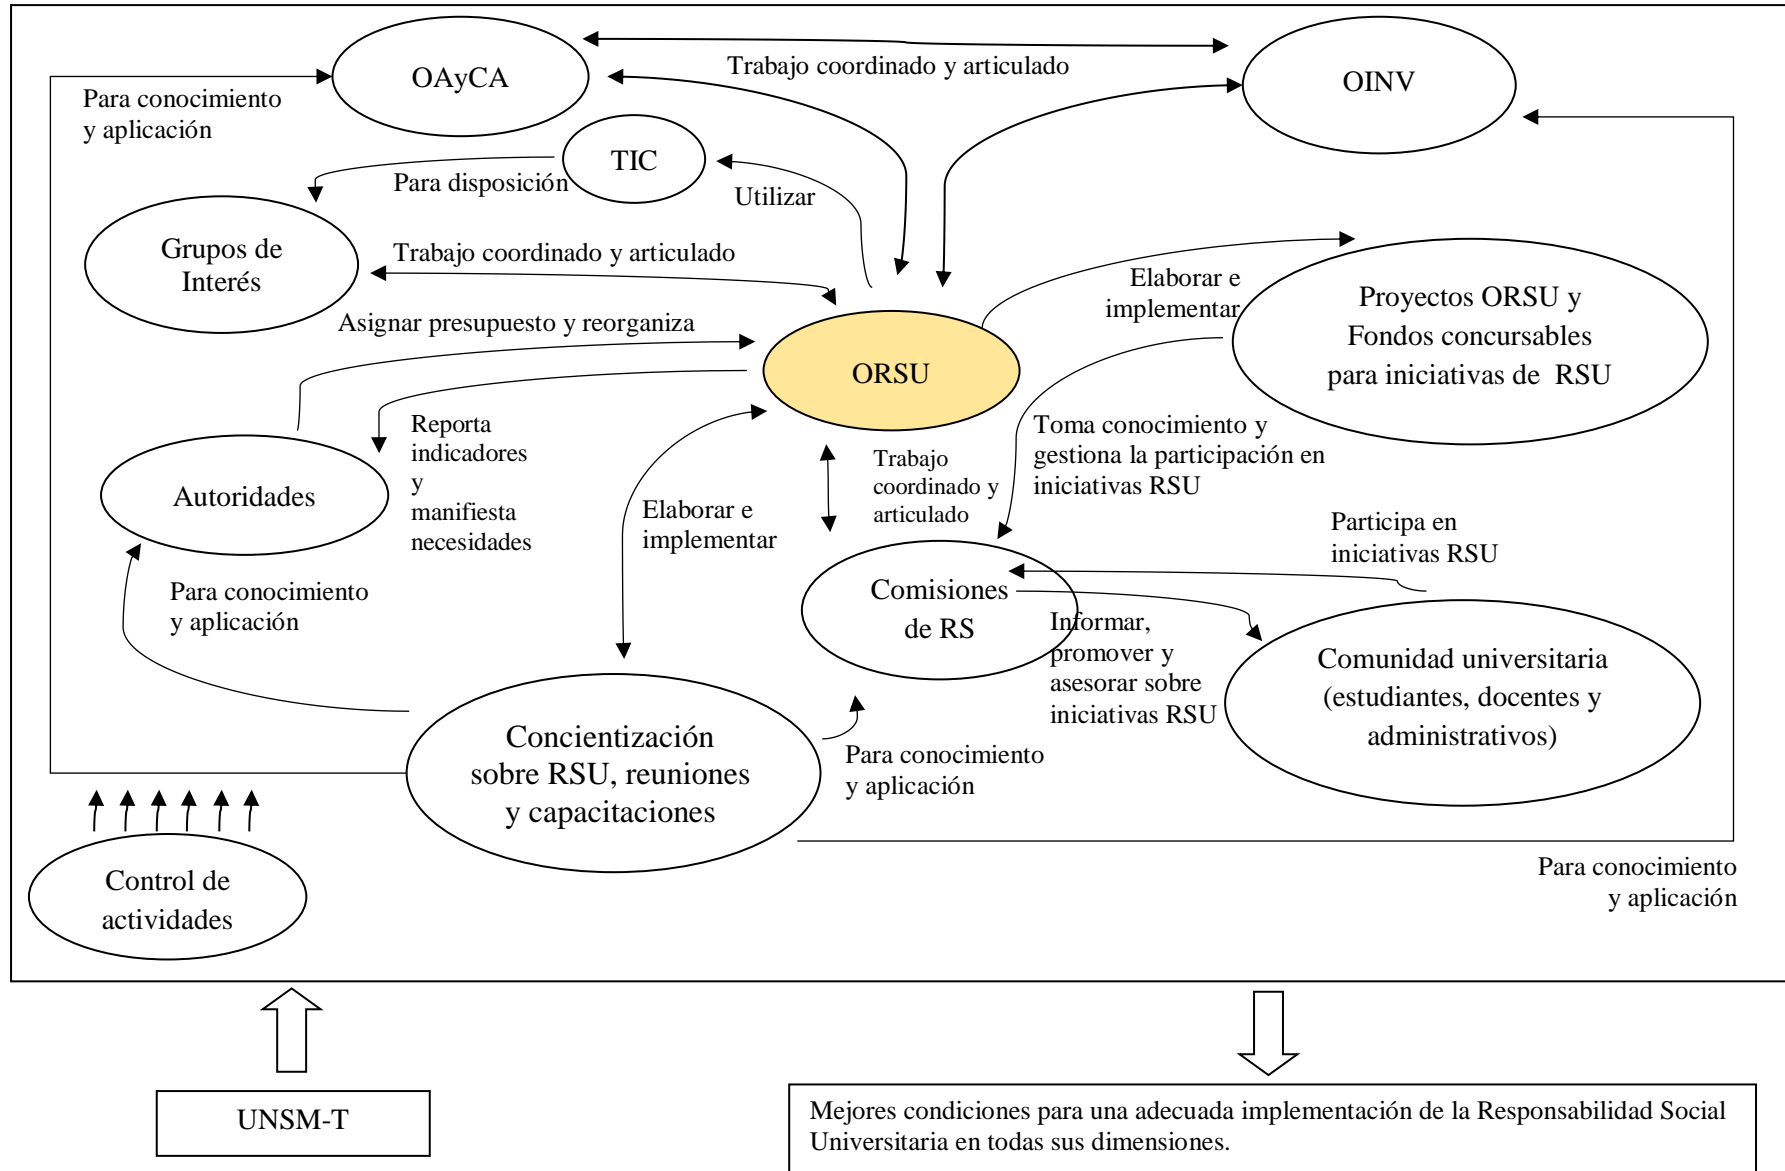 OAyCA
Trabajo coordinado y articulado
OINV
Para conocimiento
y aplicación
TIC
Para disposición
Utilizar
Grupos de
Interés
Trabajo coordinado y articulado
Asignar presupuesto y reorganiza
Elaborar e
implementar
Proyectos ORSU y
Fondos concursables
para iniciativas de RSU
ORSU
Reporta
indicadores
y
manifiesta
necesidades
Autoridades
Toma conocimiento y
gestiona la participación en
iniciativas RSU
Trabajo
coordinado y
articulado
Elaborar e
implementar
Participa en
iniciativas RSU
Para conocimiento
y aplicación
Comisiones
de RS
Informar,
promover y
asesorar sobre
iniciativas RSU
Comunidad universitaria
(estudiantes, docentes y
administrativos)
Concientización
sobre RSU, reuniones
y capacitaciones
Para conocimiento
y aplicación
Control de
actividades
Para conocimiento
y aplicación
UNSM-T
Mejores condiciones para una adecuada implementación de la Responsabilidad Social
Universitaria en todas sus dimensiones.